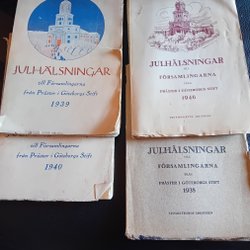 JULHÄLSNINGAR
till Församlingarna
från Präster i Göteborgs Stift
1939
till Församlingarna
från Präster i Göteborgs Stift
1940
JULHÄLSNINGAR
TILL
FÖRSAMLINGARNA
FRÅN
PRÄSTER I GÖTEBORGS STIFT
1946
JULHÄLSNINGAR
TILL
FÖRSAMLINGARNA
FRÅN
PRÄSTER I GÖTEBORGS STIFT
1938